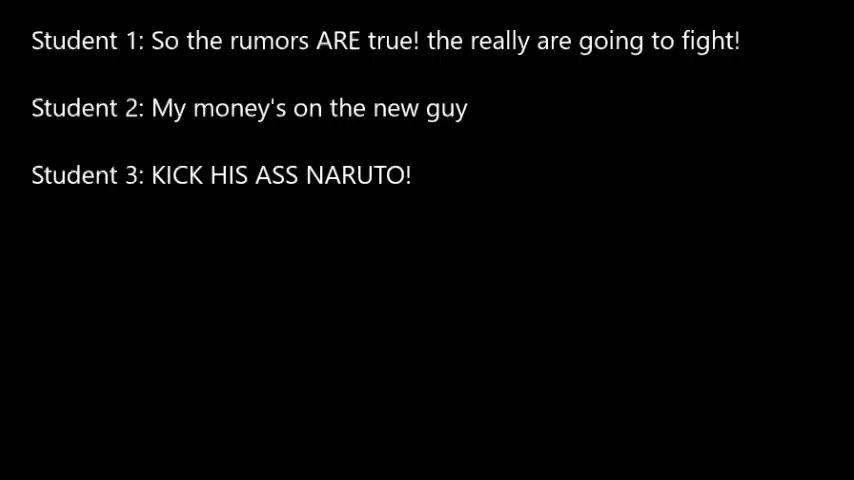 Student 1: So the rumors ARE true! the really are going to fight!
Student 2: My money's on the new guy
Student 3: KICK HIS ASS NARUTO!